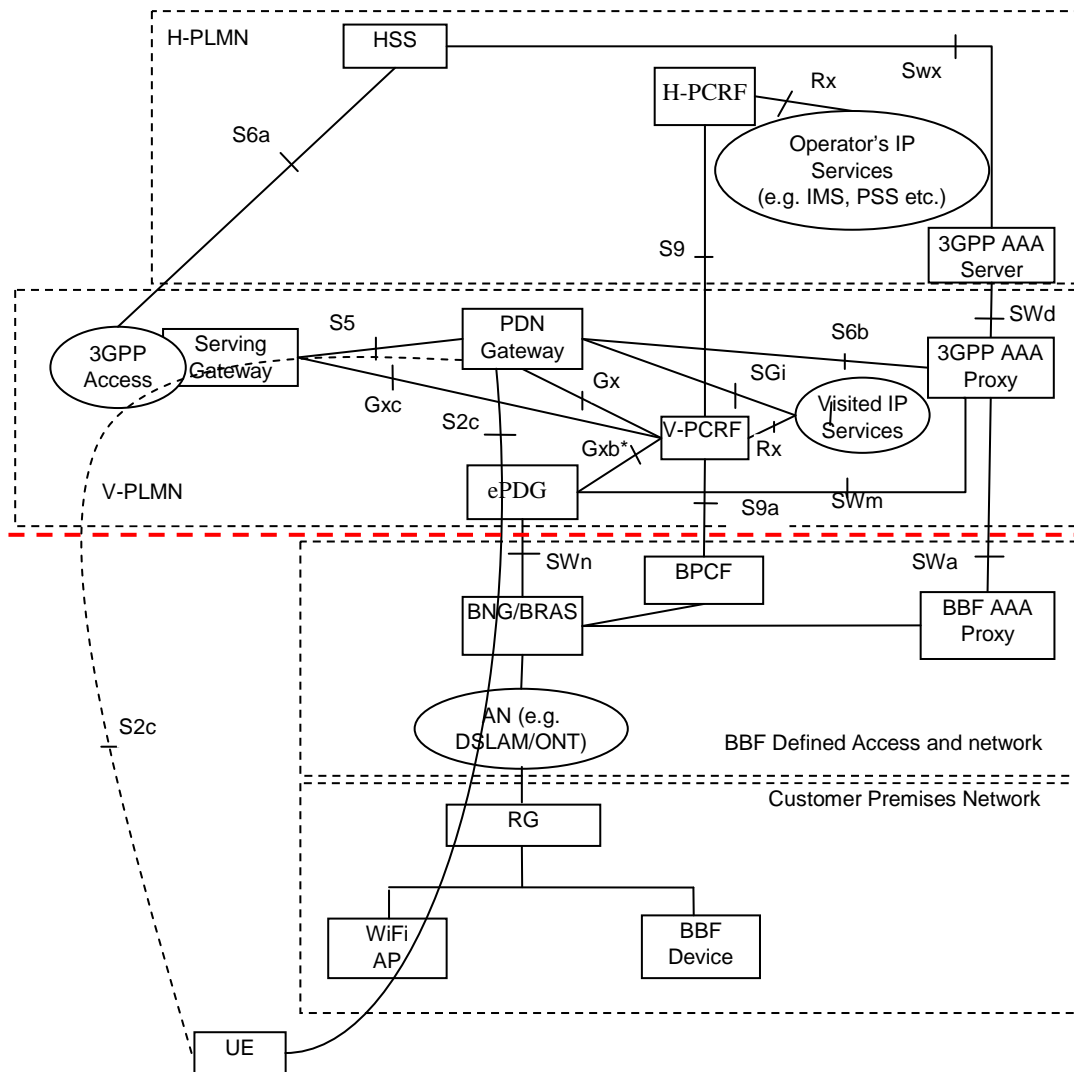 H-PLMN
HSS
Swx
Rx
H-PCRF
S6a
Operator's IP
Services
(e.g. IMS, PSS etc.)
S9
3GPP AAA
Server
S5
PDN
Gateway
S6b
SWd
3GPP
Access
Serving
Gateway
3GPP AAA
Proxy
Gxc
S2c
Gx
SGi
Visited IP
Services
V-PCRF
Gxb*
Rx
V-PLMN
ePDG
S9a
SWm
SWn
BPCF
SWa
BNG/BRAS
BBF AAA
Proxy
S2c
AN (e.g.
DSLAM/ONT)
BBF Defined Access and network
Customer Premises Network
RG
WiFi
AP
BBF
Device
UE